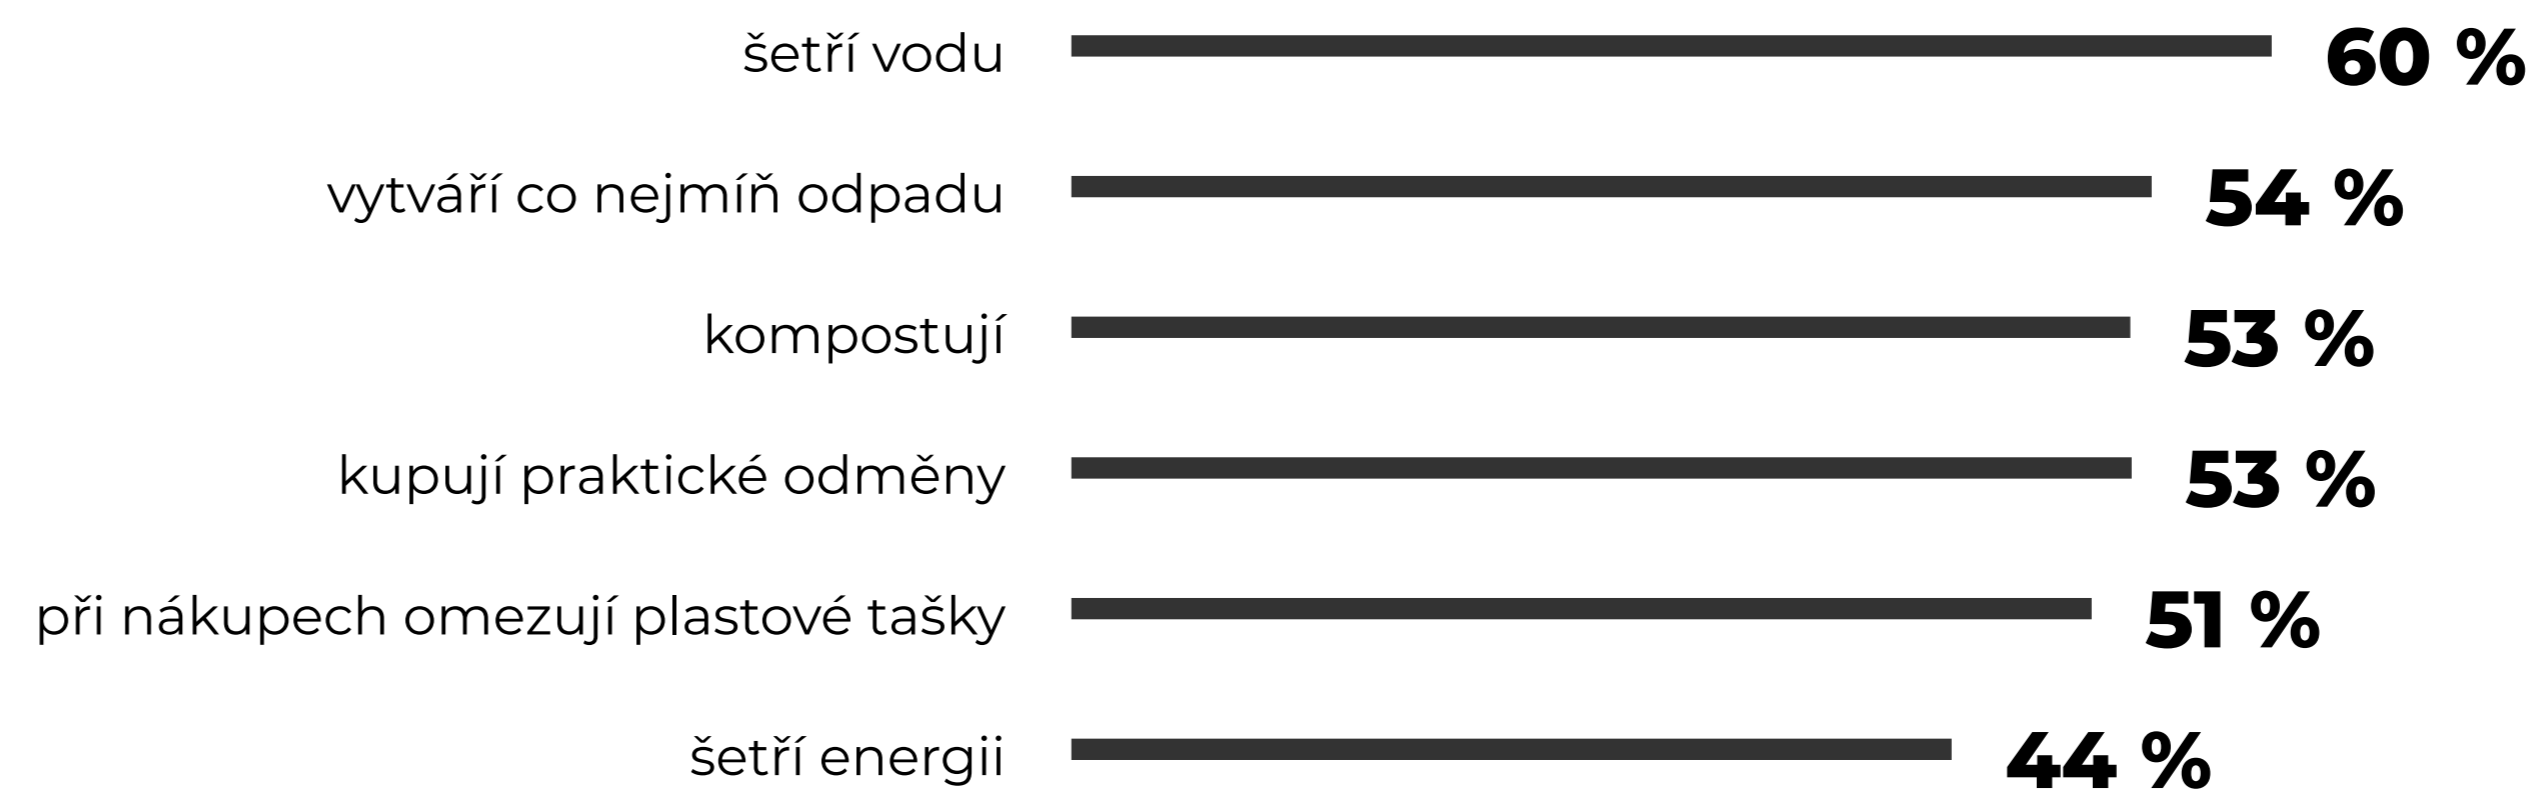 šetří vodu 60 %
vytváří co nejmíň odpadu 54 %
kompostují 53 %
kupují praktické odměny 53 %
při nákupech omezují plastové tašky 51 %
šetří energii 44 %